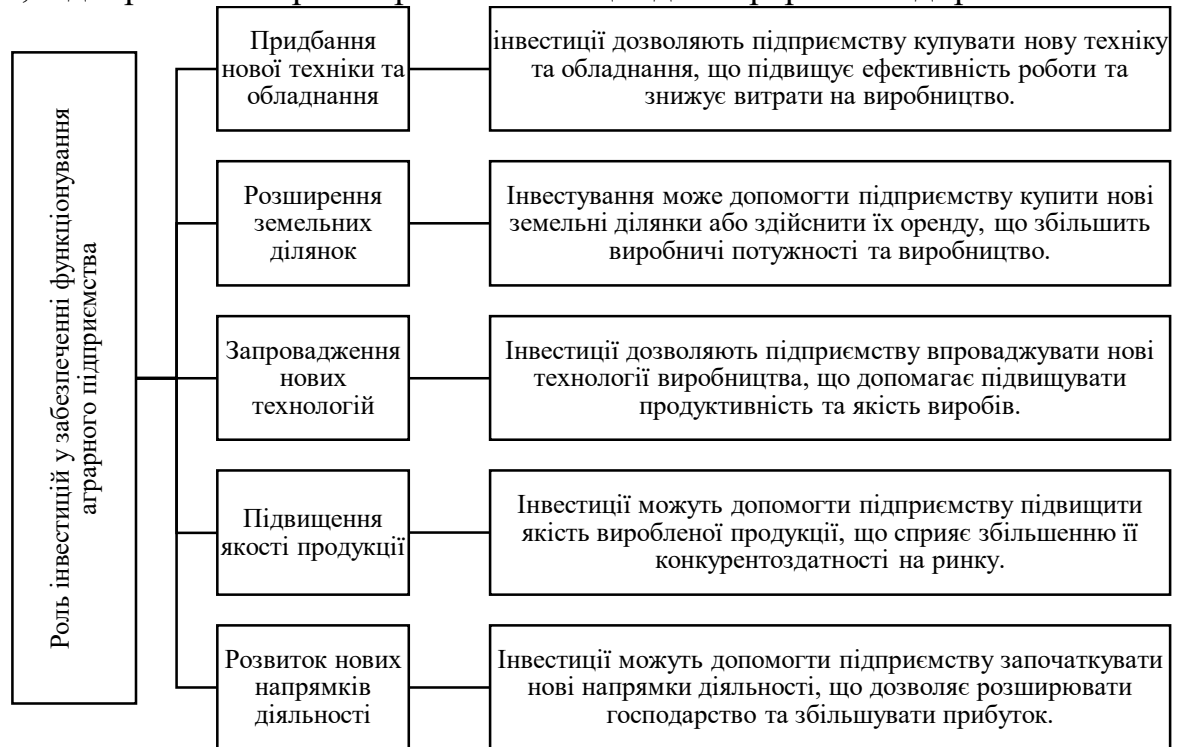 Роль інвестицій у забезпеченні функціонування
аграрного підприємства
Придбання
нової техніки та
обладнання
інвестиції дозволяють підприємству купувати нову техніку
та обладнання, що підвищує ефективність роботи та
знижує витрати на виробництво.
Розширення
земельних
ділянок
Інвестування може допомогти підприємству купити нові
земельні ділянки або здійснити їх оренду, що збільшить
виробничі потужності та виробництво.
Запровадження
нових
технологій
Інвестиції дозволяють підприємству впроваджувати нові
технології виробництва, що допомагає підвищувати
продуктивність та якість виробів.
Підвищення
якості продукції
Інвестиції можуть допомогти підприємству підвищити
якість виробленої продукції, що сприяє збільшенню її
конкурентоздатності на ринку.
Розвиток нових
напрямків
діяльності
Інвестиції можуть допомогти підприємству започаткувати
нові напрямки діяльності, що дозволяє розширювати
господарство та збільшувати прибуток.